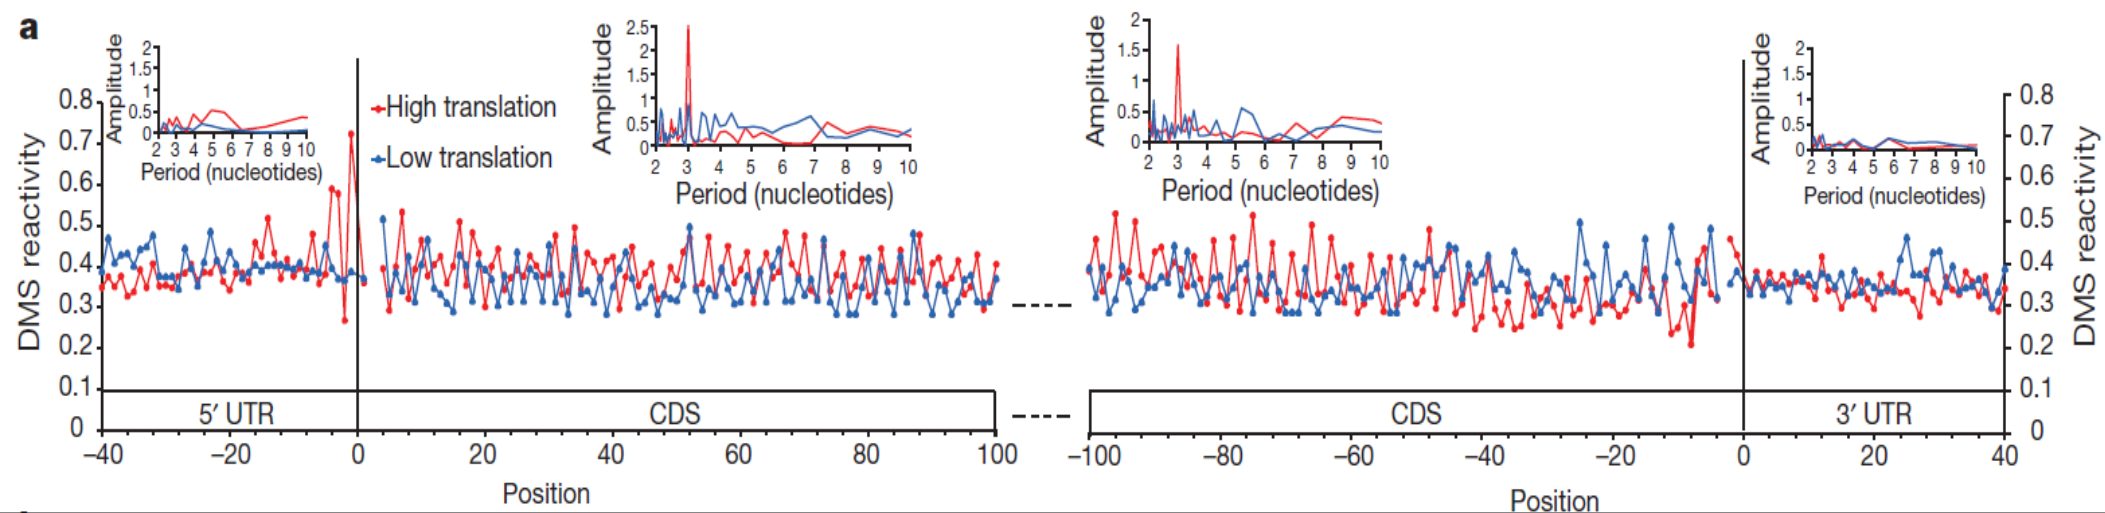 a
Amplitude
2
1.5
1
0.5
0
2 3 4 5 6 7 8 9 10
Period (nucleotides)
High translation
Low translation
Amplitude
2.5
2
1.5
1
0.5
0
2 3 4 5 6 7 8 9 10
Period (nucleotides)
Amplitude
2
1.5
1
0.5
0
2 3 4 5 6 7 8 9 10
Period (nucleotides)
Amplitude
2
1.5
1
0.5
0
2 3 4 5 6 7 8 9 10
Period (nucleotides)
DMS reactivity
0.8
0.7
0.6
0.5
0.4
0.3
0.2
0.1
0
5′ UTR
CDS
CDS
3′ UTR
–40 –20 0 20 40 60 80 100
Position
–100 –80 –60 –40 –20 0 20 40
Position
0.8
0.7
0.6
0.5
0.4
0.3
0.2
0.1
0
DMS reactivity